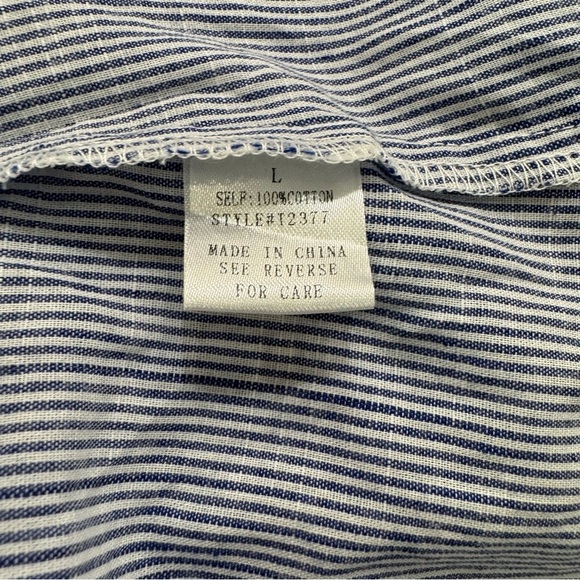 L
SELF:100%COTTON
STYLE#T2377
MADE IN CHINA
SEE REVERSE
FOR CARE